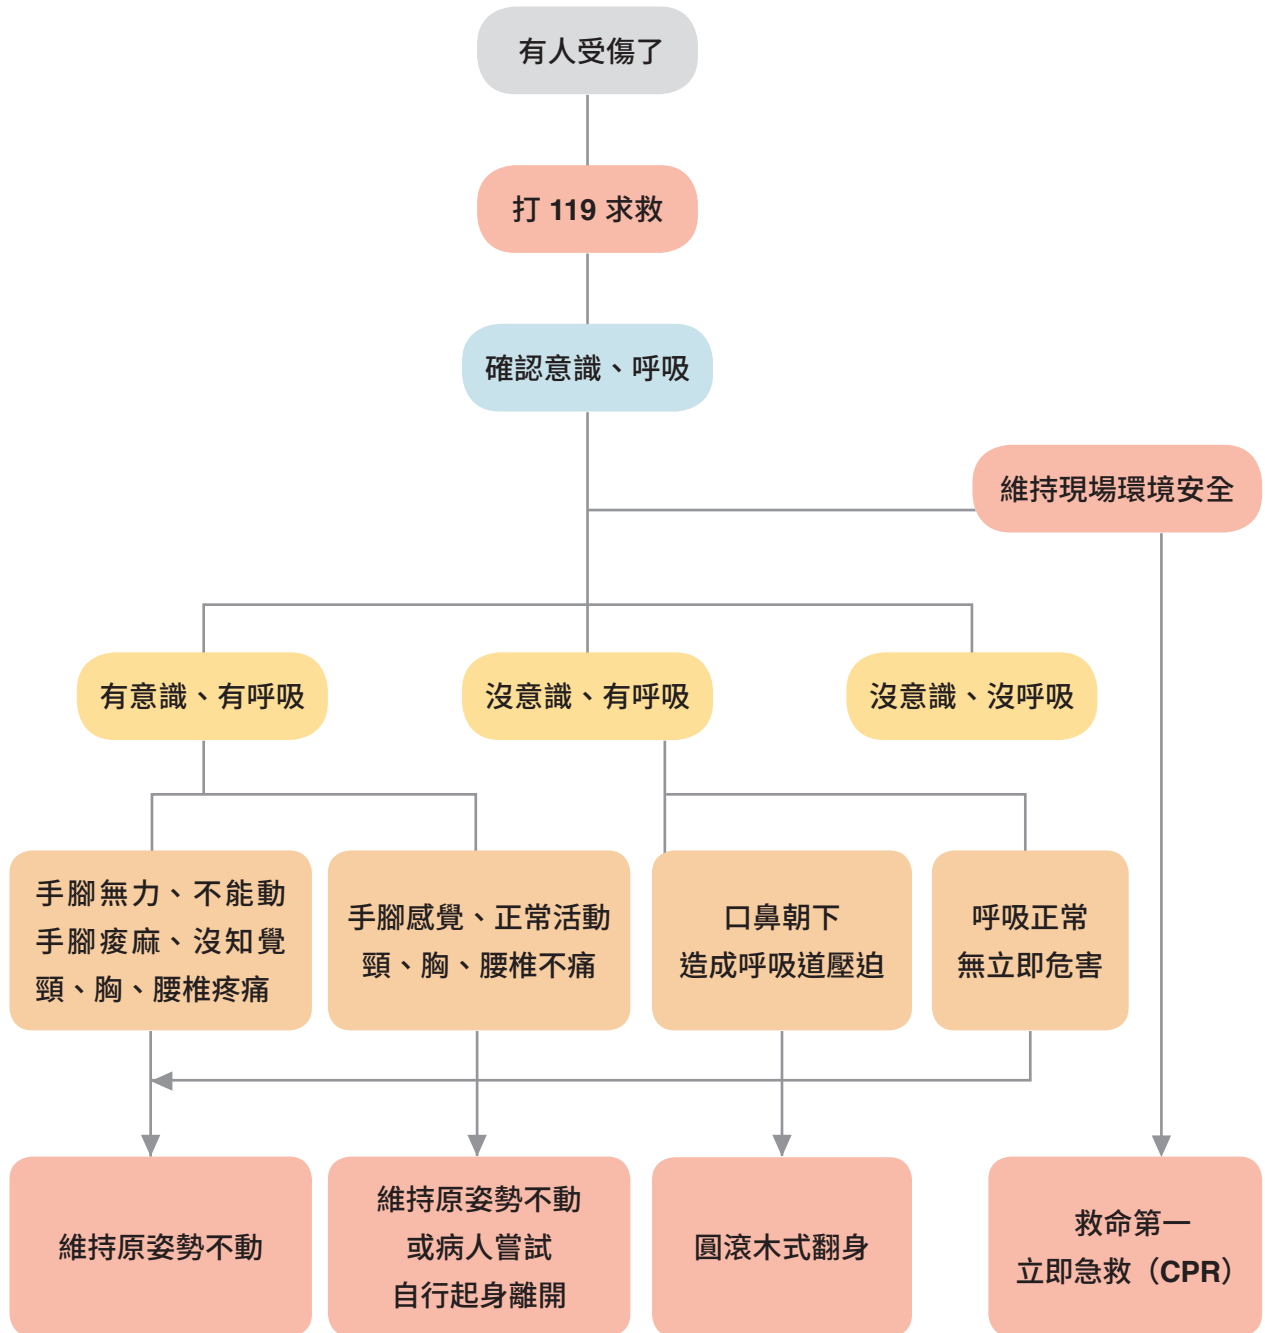 有人受傷了
打 119 求救
確認意識、呼吸
維持現場環境安全
有意識、有呼吸
沒意識、有呼吸
沒意識、沒呼吸
手腳無力、不能動
手腳痠麻、沒知覺
頸、胸、腰椎疼痛
手腳感覺、正常活動
頸、胸、腰椎不痛
口鼻朝下
造成呼吸道壓迫
呼吸正常
無立即危害
維持原姿勢不動
維持原姿勢不動
或病人嘗試
自行起身離開
圓滾木式翻身
救命第一
立即急救（CPR）